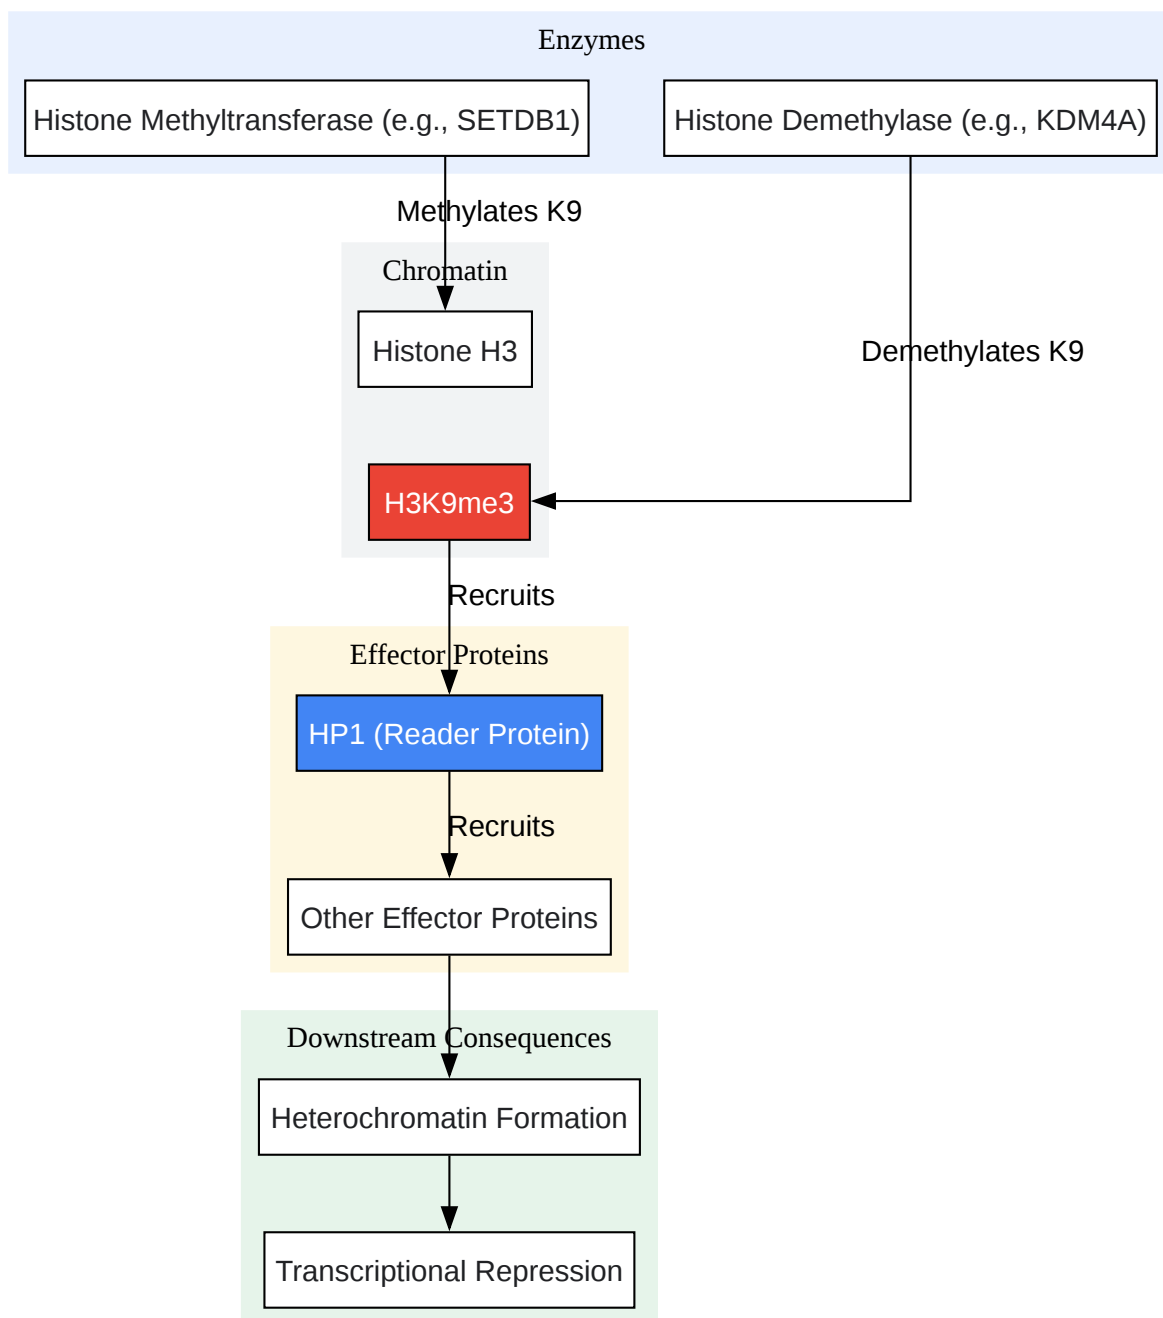 Enzymes
Histone Methyltransferase (e.g., SETDB1)
Histone Demethylase (e.g., KDM4A)
Methylates K9
Chromatin
Histone H3
Demethylates K9
H3K9me3
Recruits
Effector Proteins
HP1 (Reader Protein)
Recruits
Other Effector Proteins
Downstream Consequences
Heterochromatin Formation
Transcriptional Repression